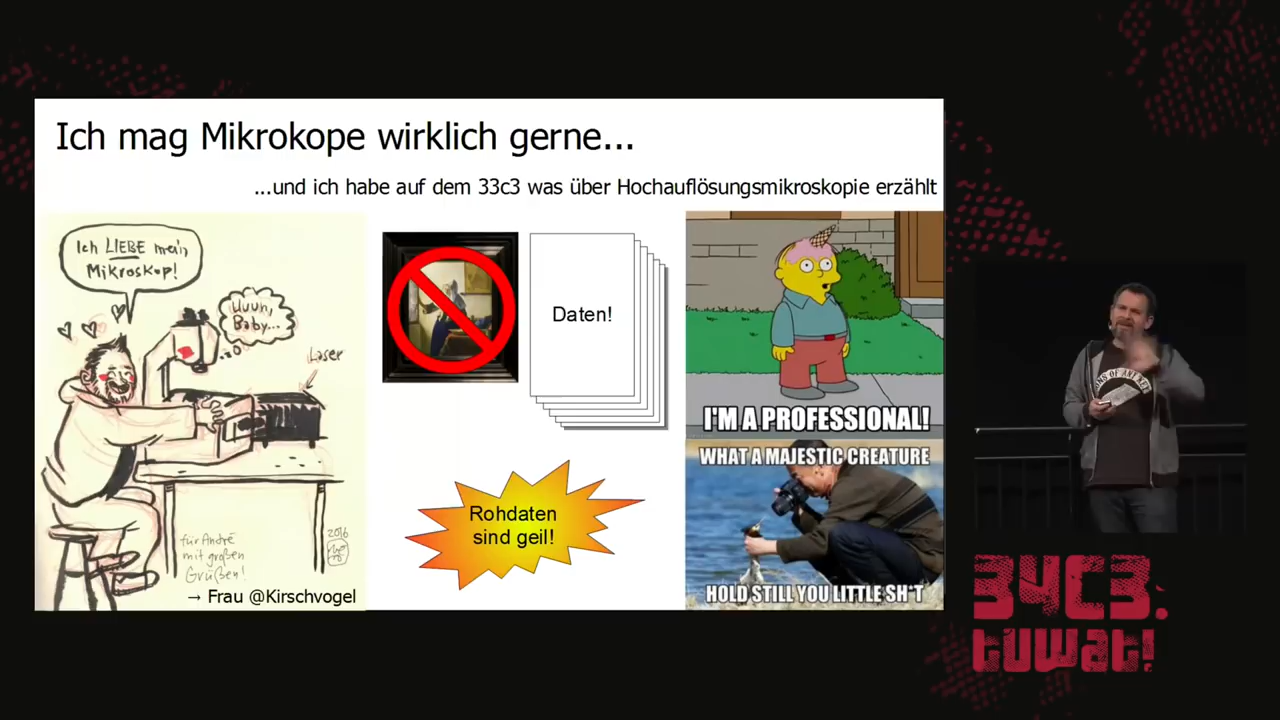 Ich mag Mikrokope wirklich gerne...
...und ich habe auf dem 33c3 was über Hochauflösungsmikroskopie erzählt
Ich LIEBE mein
Mikroskop!
Uuuh,
Baby...
Laser
für André
mit großen
Grüßen!
2016
→ Frau @Kirschvogel
Daten!
Rohdaten
sind geil!
I'M A PROFESSIONAL!
WHAT A MAJESTIC CREATURE
HOLD STILL YOU LITTLE SH*T
34C3.
tuwat!